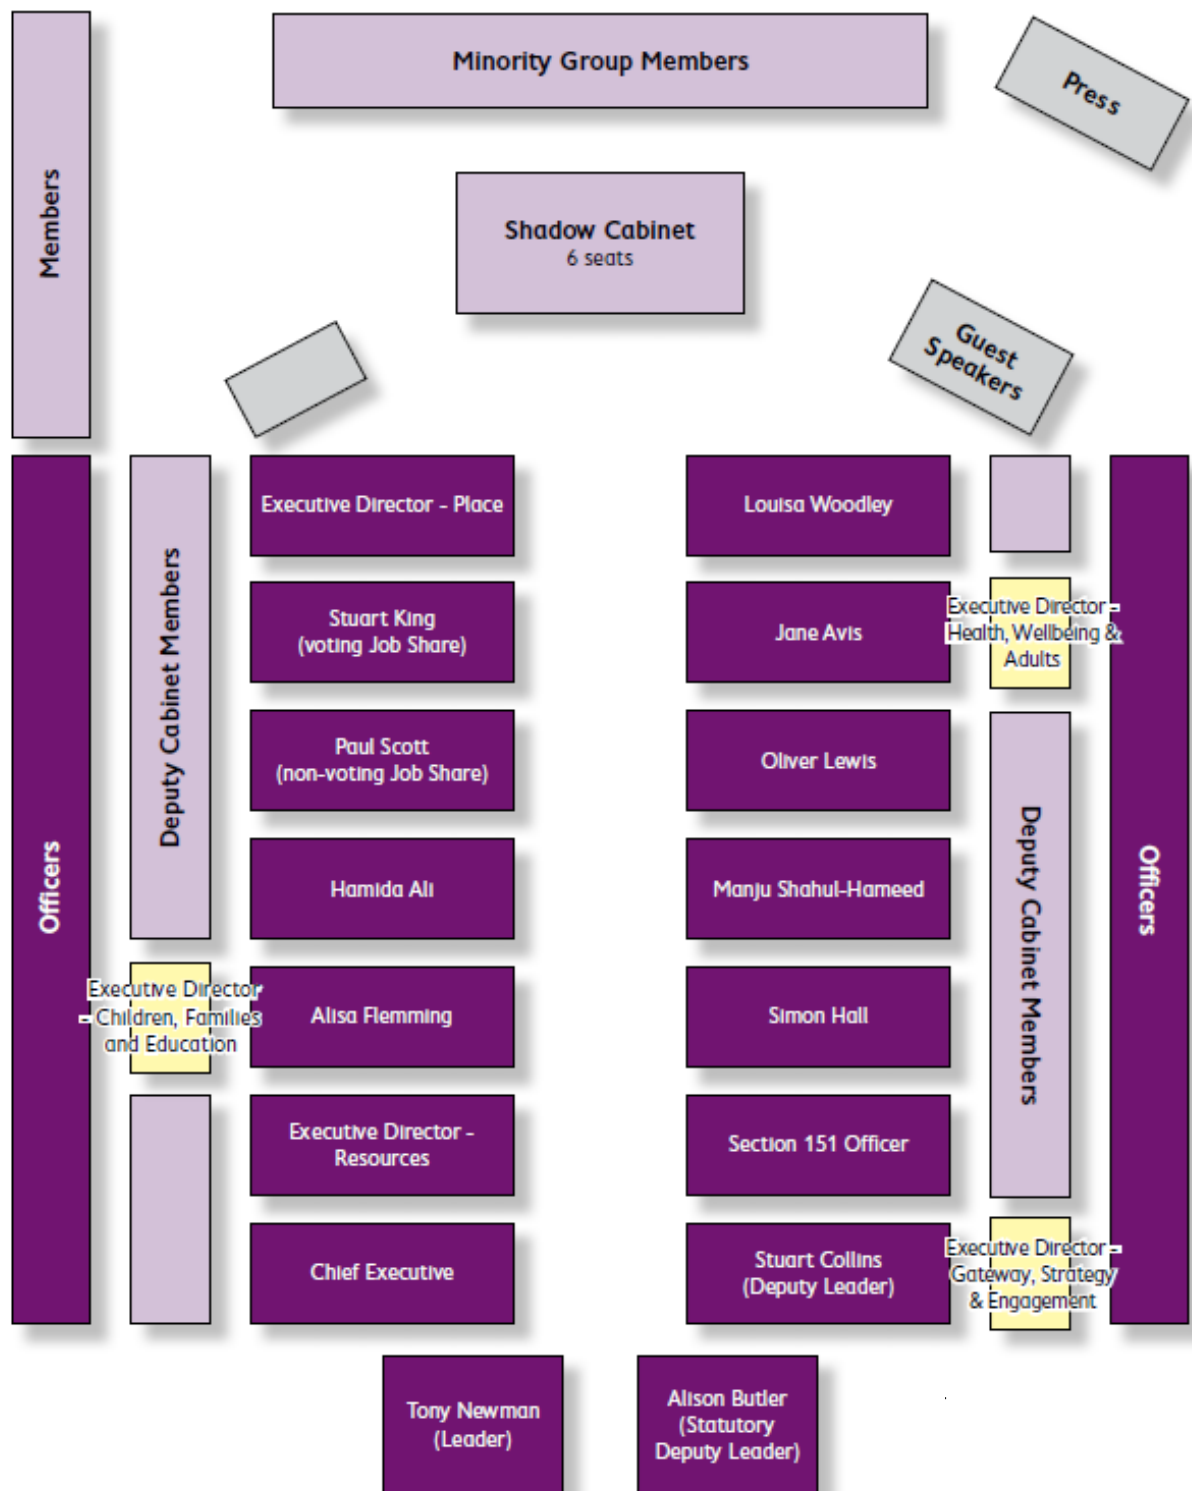 Minority Group Members
Press
Members
Shadow Cabinet
6 seats
Guest
Speakers
Officers
Deputy Cabinet Members
Executive Director - Place
Stuart King
(voting Job Share)
Paul Scott
(non-voting Job Share)
Hamida Ali
Executive Director
- Children, Families
and Education
Alisa Flemming
Executive Director -
Resources
Chief Executive
Louisa Woodley
Jane Avis
Executive Director -
Health, Wellbeing &
Adults
Oliver Lewis
Manju Shahul-Hameed
Simon Hall
Section 151 Officer
Stuart Collins
(Deputy Leader)
Deputy Cabinet Members
Executive Director -
Gateway, Strategy
& Engagement
Officers
Tony Newman
(Leader)
Alison Butler
(Statutory
Deputy Leader)